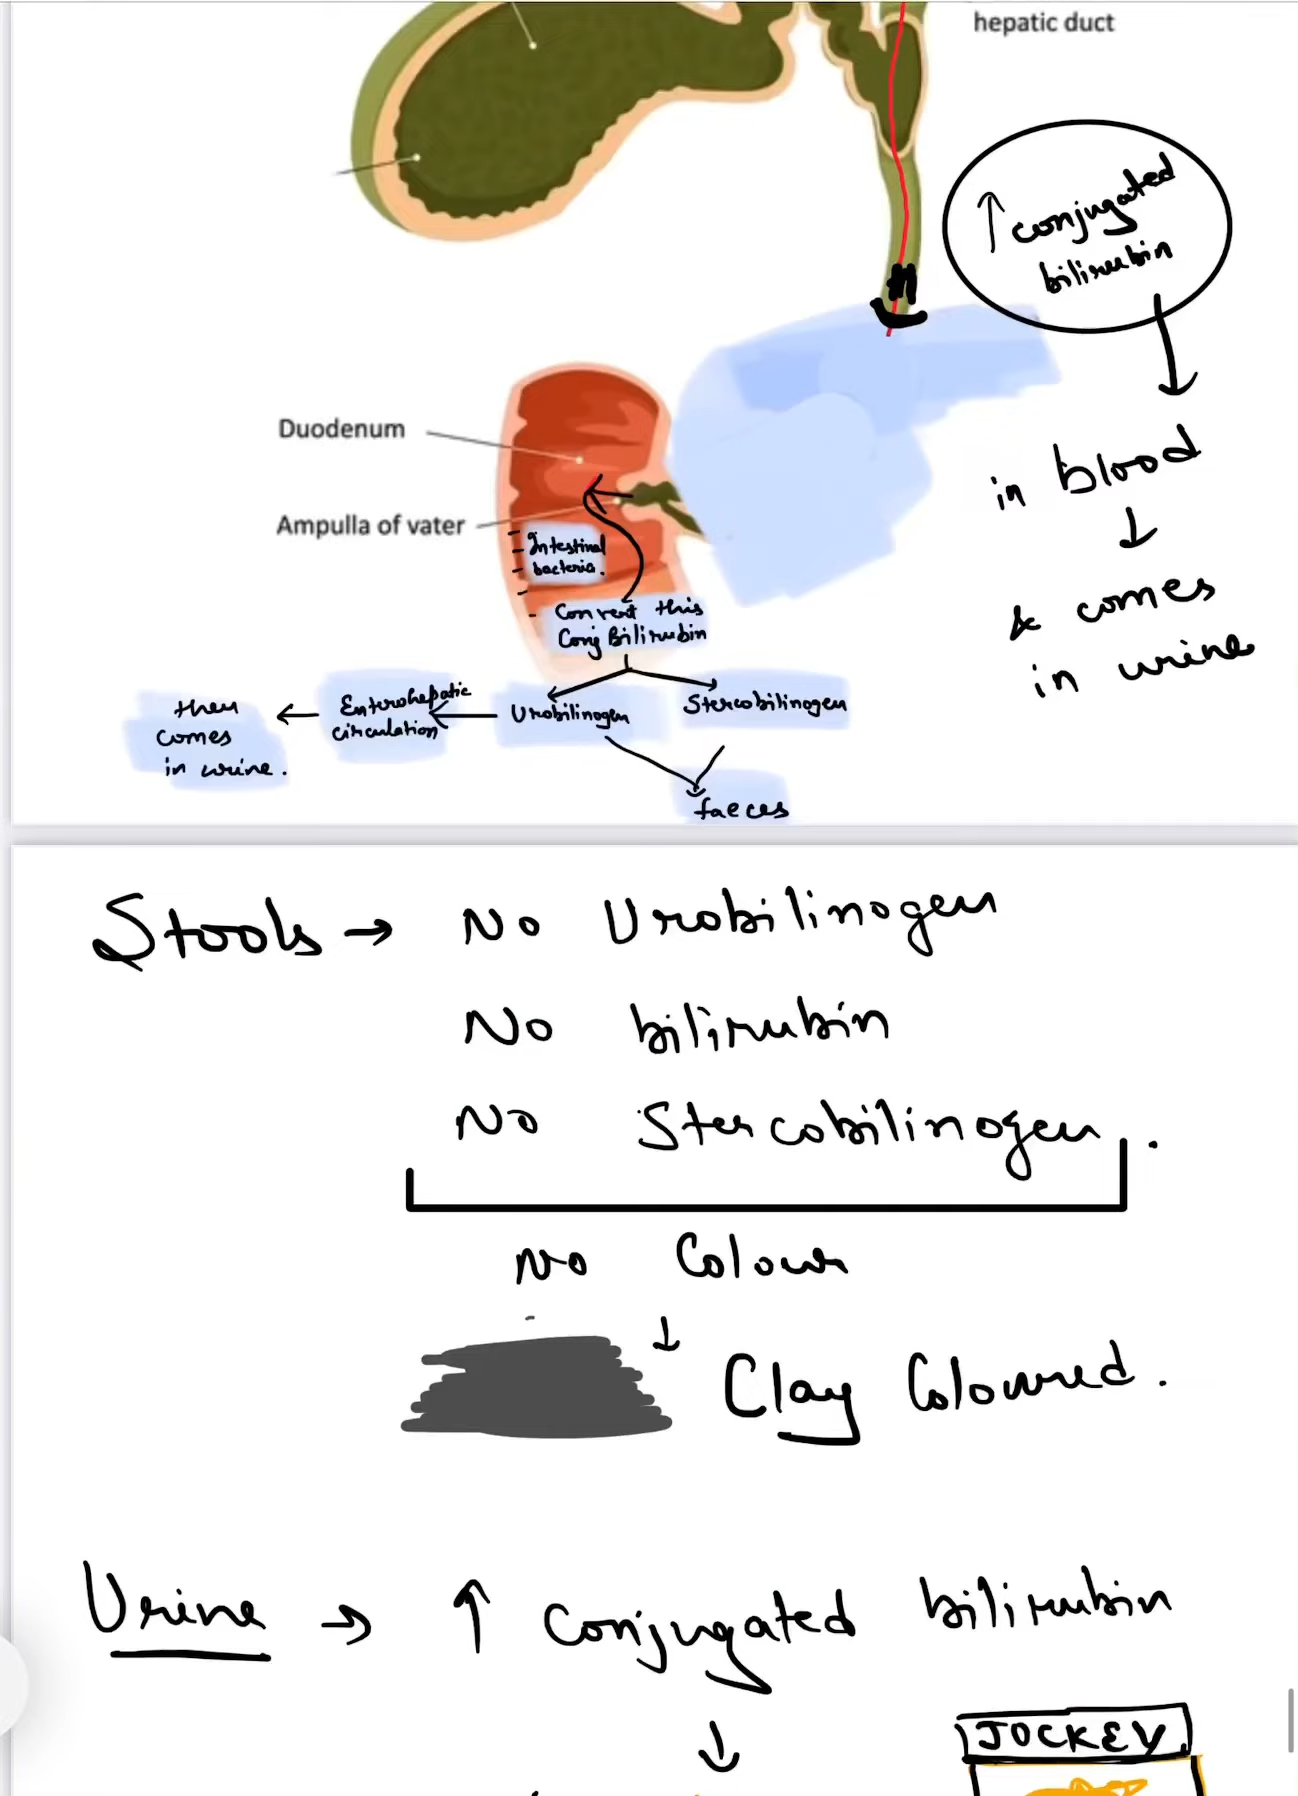 hepatic duct
↑ conjugated
bilirubin
↓
in blood
↓
& comes
in urine
Duodenum
Ampulla of vater
Intestinal
bacteria.
Convert this
Conj Bilirubin
Urobilinogen
Stercobilinogen
Enterohepatic
circulation
then
comes
in urine.
faeces
Stools → No Urobilinogen
No bilirubin
No Stercobilinogen.
No Colour
↓
Clay Coloured.
Urine → ↑ conjugated bilirubin
↓
JOCKEY